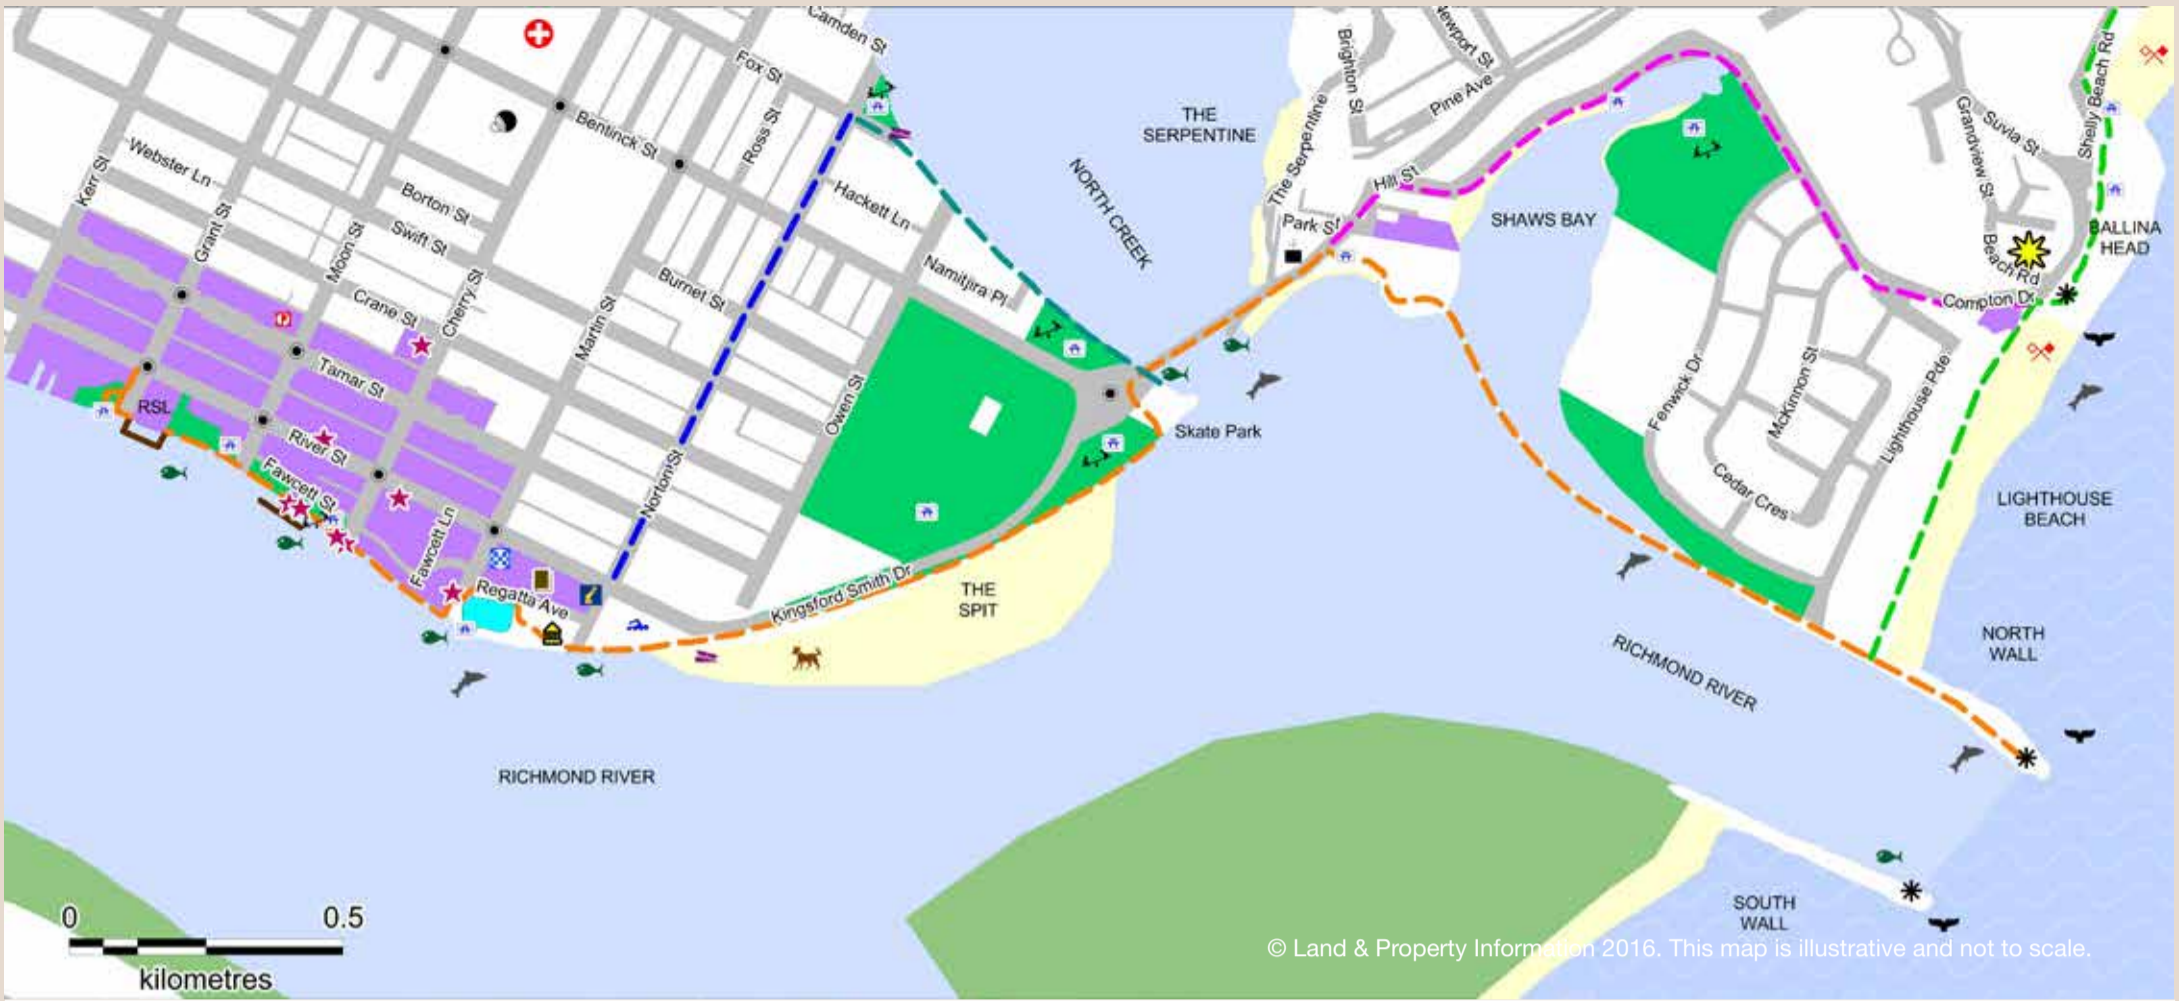 Camden St
Fox St
Ross St
Bentinck St
Webster Ln
Kerr St
Grant St
Borton St
Swift St
Moon St
Crane St
Cherry St
Martin St
Burnet St
Hackett Ln
Namitjira Pl
Owen St
Norton St
Tamar St
RSL
River St
Fawcett St
Fawcett Ln
Regatta Ave
Kingsford Smith Dr
THE
SPIT
Skate Park
NORTH CREEK
THE
SERPENTINE
The Serpentine
Brighton St
Newport St
Pine Ave
Hill St
Park St
SHAWS BAY
Grandview St
Suvla St
Shelly Beach Rd
BALLINA
HEAD
Beach Rd
Compton Dr
Fenwick Dr
McKinnon St
Lighthouse Pde
Cedar Cres
LIGHTHOUSE
BEACH
NORTH
WALL
RICHMOND RIVER
RICHMOND RIVER
SOUTH
WALL
0 0.5
kilometres
© Land & Property Information 2016. This map is illustrative and not to scale.